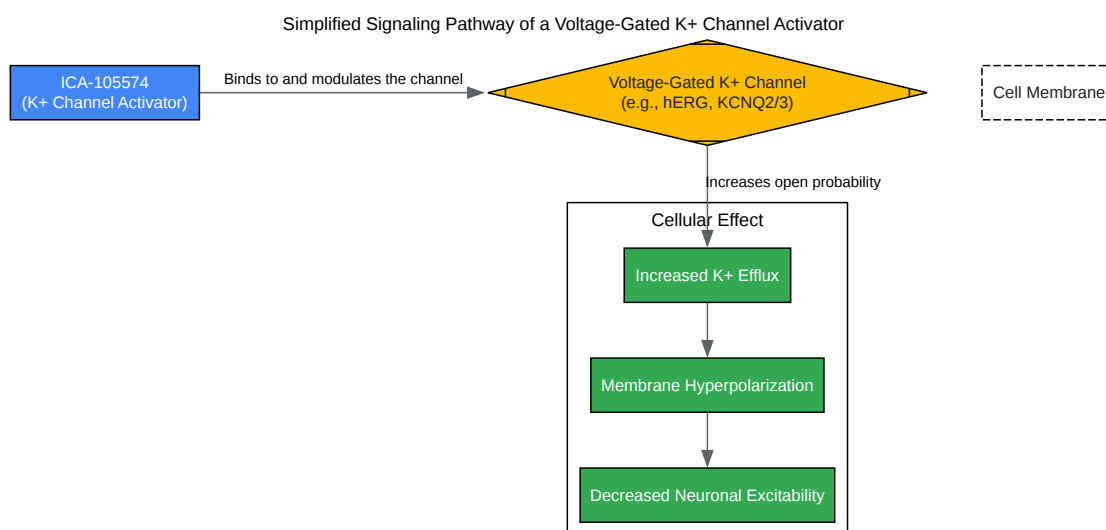 Simplified Signaling Pathway of a Voltage-Gated K+ Channel Activator
ICA-105574
(K+ Channel Activator)
Binds to and modulates the channel
Voltage-Gated K+ Channel
(e.g., hERG, KCNQ2/3)
Cell Membrane
Increases open probability
Cellular Effect
Increased K+ Efflux
Membrane Hyperpolarization
Decreased Neuronal Excitability